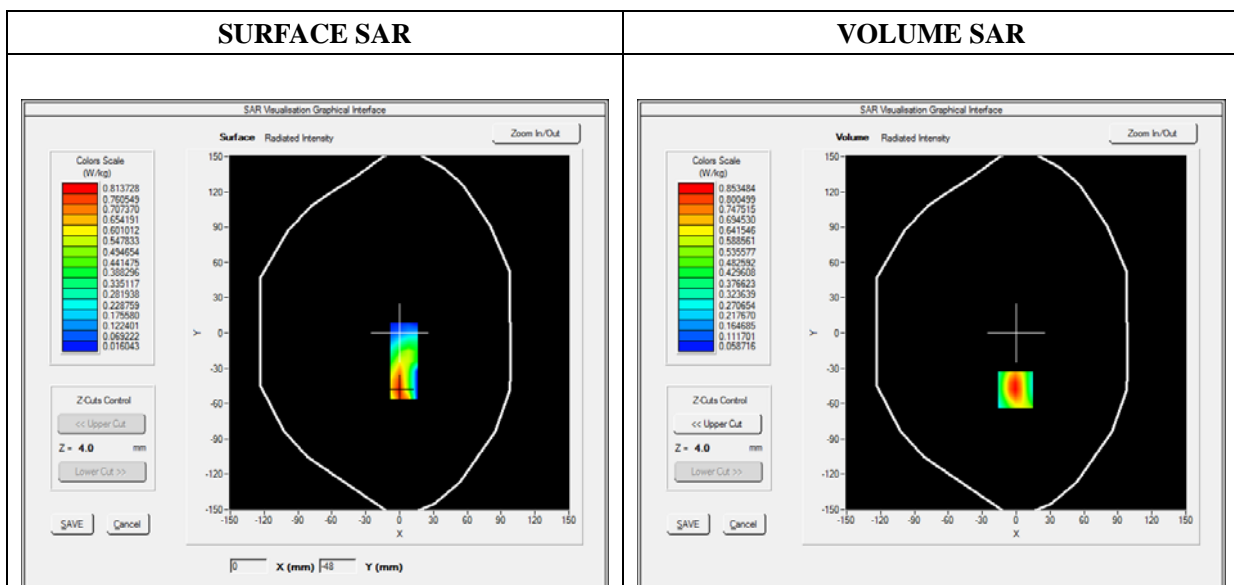 SURFACE SAR
VOLUME SAR
SAR Visualisation Graphical Interface
Surface Radiated Intensity
Zoom In/Out
Colors Scale
(W/kg)
0.813728
0.760549
0.707370
0.654191
0.601012
0.547833
0.494654
0.441475
0.388296
0.335117
0.281938
0.228759
0.175580
0.122401
0.069222
0.016043
Z-Cuts Control
<< Upper Cut
Z = 4.0 mm
Lower Cut >>
SAVE Cancel
150
120
90
60
30
0
-30
-60
-90
-120
-150
Y
-150 -120 -90 -60 -30 0 30 60 90 120 150
X
0 X (mm) -48 Y (mm)
SAR Visualisation Graphical Interface
Volume Radiated Intensity
Zoom In/Out
Colors Scale
(W/kg)
0.853484
0.800499
0.747515
0.694530
0.641546
0.588561
0.535577
0.482592
0.429608
0.376623
0.323639
0.270654
0.217670
0.164685
0.111701
0.058716
Z-Cuts Control
<< Upper Cut
Z = 4.0 mm
Lower Cut >>
SAVE Cancel
150
120
90
60
30
0
-30
-60
-90
-120
-150
Y
-150 -120 -90 -60 -30 0 30 60 90 120 150
X